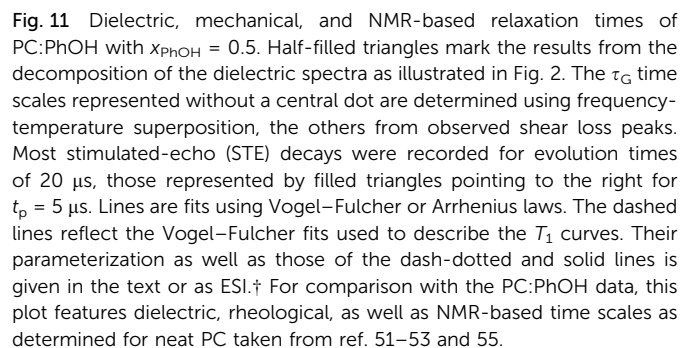 Fig. 11 Dielectric, mechanical, and NMR-based relaxation times of
PC:PhOH with xPhOH = 0.5. Half-filled triangles mark the results from the
decomposition of the dielectric spectra as illustrated in Fig. 2. The τG time
scales represented without a central dot are determined using frequency-
temperature superposition, the others from observed shear loss peaks.
Most stimulated-echo (STE) decays were recorded for evolution times
of 20 μs, those represented by filled triangles pointing to the right for
tp = 5 μs. Lines are fits using Vogel–Fulcher or Arrhenius laws. The dashed
lines reflect the Vogel–Fulcher fits used to describe the T1 curves. Their
parameterization as well as those of the dash-dotted and solid lines is
given in the text or as ESI.† For comparison with the PC:PhOH data, this
plot features dielectric, rheological, as well as NMR-based time scales as
determined for neat PC taken from ref. 51–53 and 55.